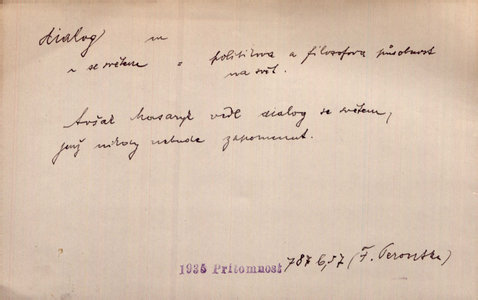 dialog m
se světem = politikova a filosofova působnost
na svět.
Avšak Masaryk vedl dialog se světem,
jenž nikdy nebude zapomenut.
1935 Přítomnost 787 (F. Peroutka)